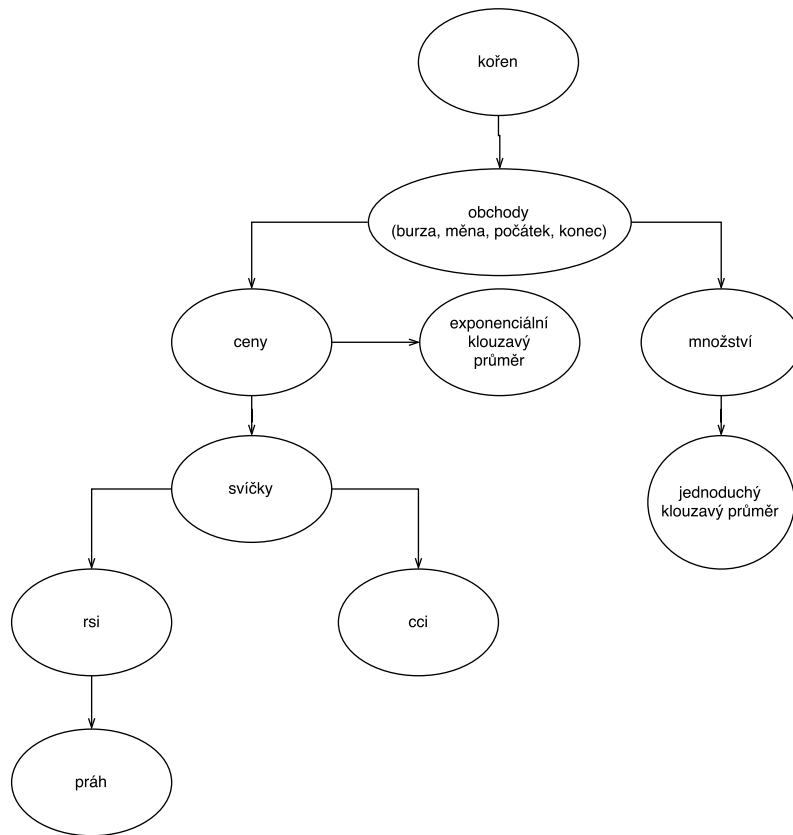 kořen
obchody
(burza, měna, počátek, konec)
ceny
exponenciální
klouzavý
průměr
množství
svíčky
jednoduchý
klouzavý průměr
rsi
cci
práh